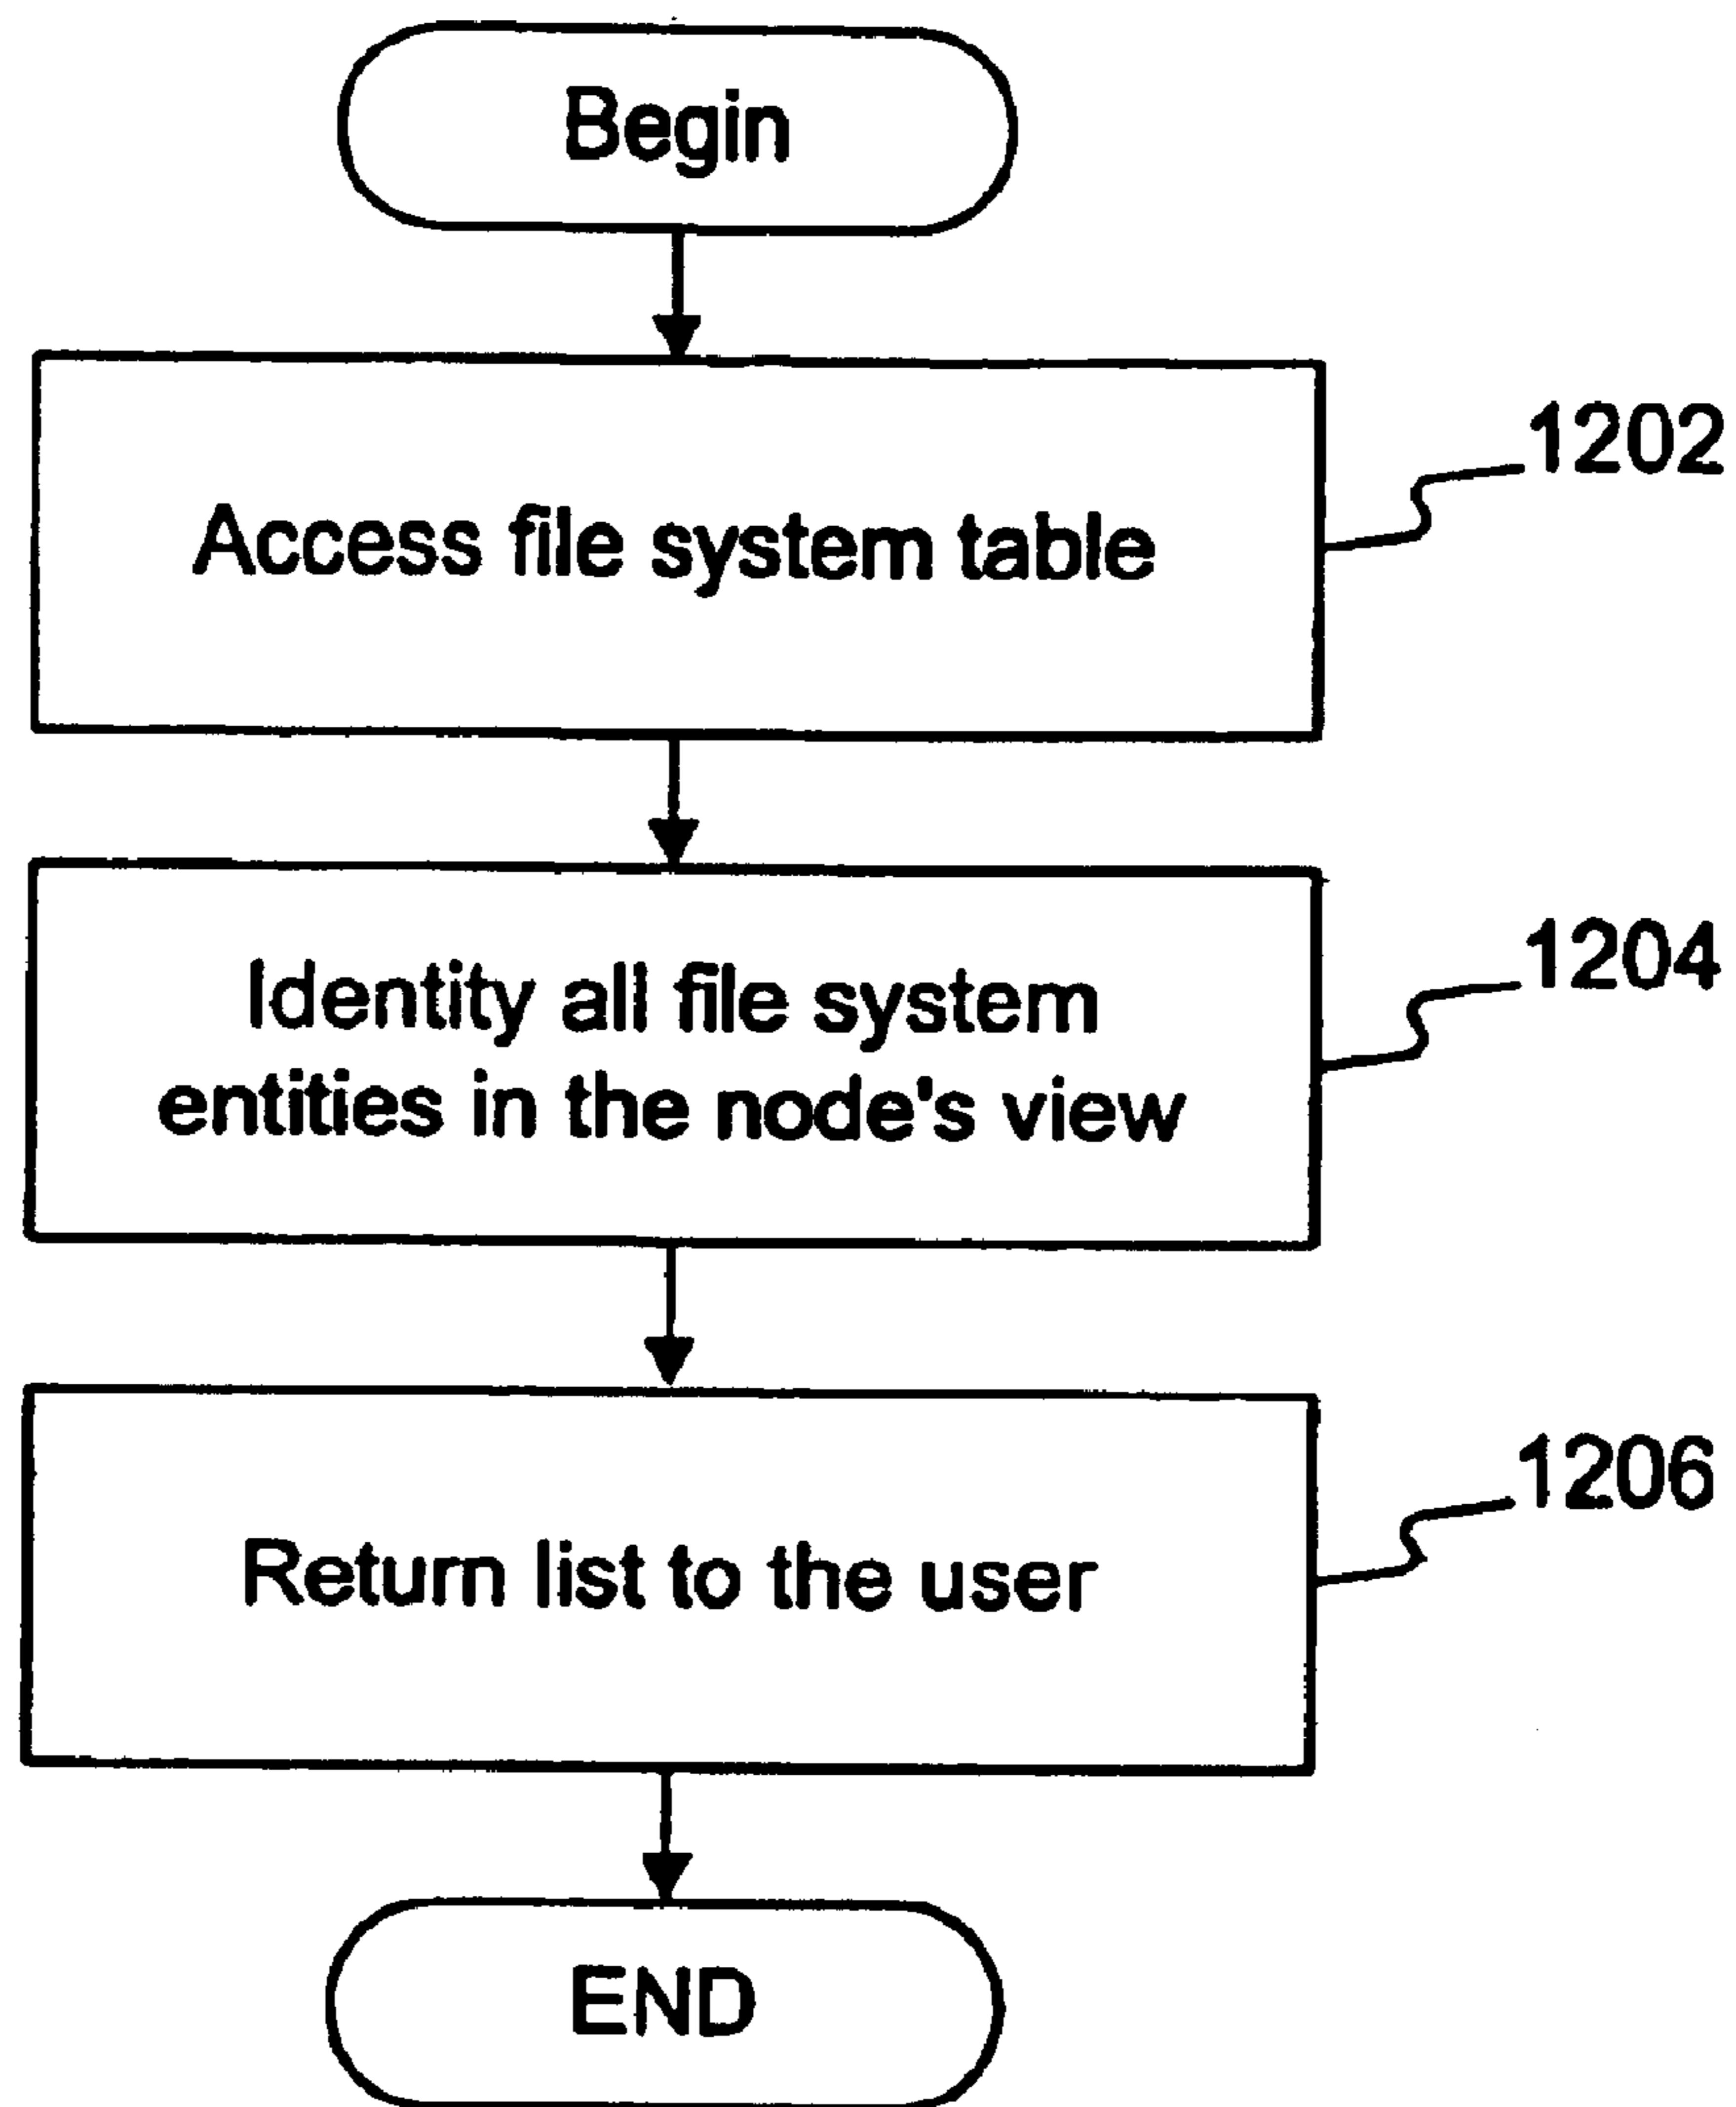 Begin
Access file system table
1202
Identity all file system
entities in the node's view
1204
Return list to the user
1206
END